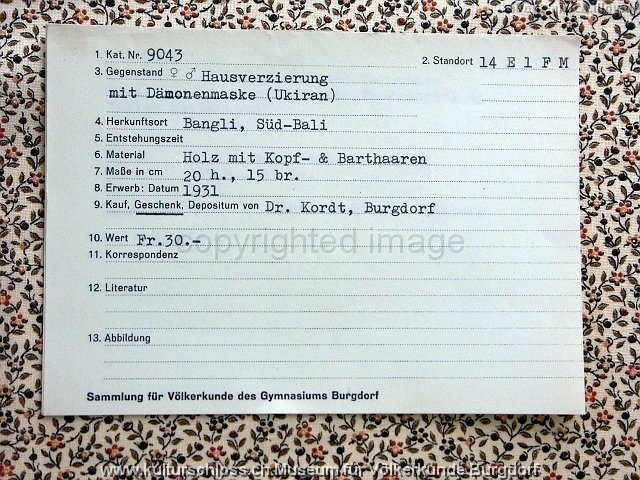 1. Kat. Nr. 9043 2. Standort 14 E l F M
3. Gegenstand ♀ ♂ Hausverzierung
mit Dämonenmaske (Ukiran)
4. Herkunftsort Bangli, Süd-Bali
5. Entstehungszeit
6. Material Holz mit Kopf- & Barthaaren
7. Maße in cm 20 h., 15 br.
8. Erwerb: Datum 1931
9. Kauf, Geschenk, Depositum von Dr. Kordt, Burgdorf
10. Wert Fr.30.-
copyrighted image
11. Korrespondenz
12. Literatur
13. Abbildung
Sammlung für Völkerkunde des Gymnasiums Burgdorf
www.kulturschloss.ch Museum für Völkerkunde Burgdorf